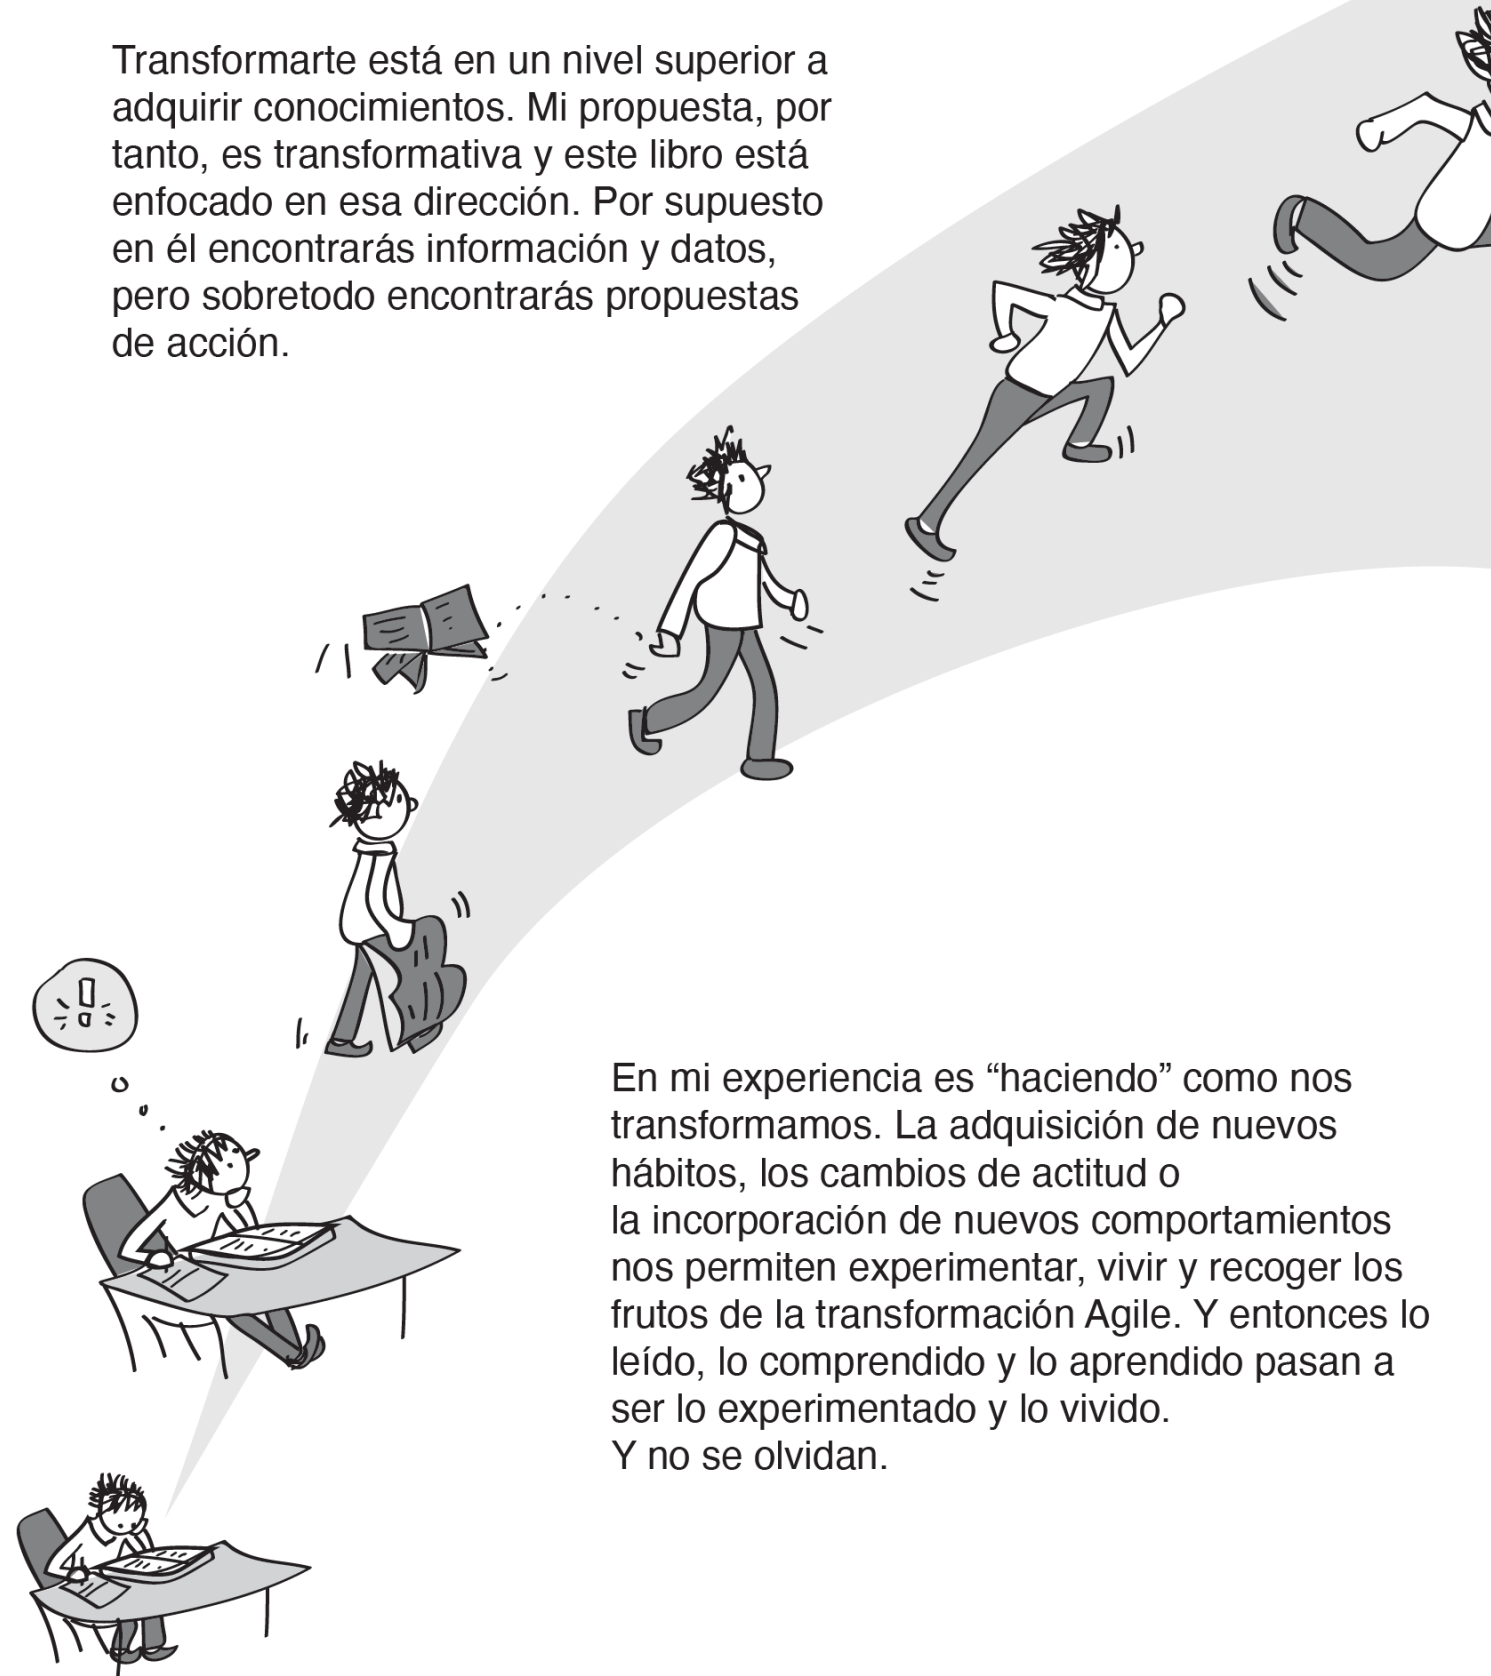 Transformarte está en un nivel superior a
adquirir conocimientos. Mi propuesta, por
tanto, es transformativa y este libro está
enfocado en esa dirección. Por supuesto
en él encontrarás información y datos,
pero sobretodo encontrarás propuestas
de acción.
!
En mi experiencia es “haciendo” como nos
transformamos. La adquisición de nuevos
hábitos, los cambios de actitud o
la incorporación de nuevos comportamientos
nos permiten experimentar, vivir y recoger los
frutos de la transformación Agile. Y entonces lo
leído, lo comprendido y lo aprendido pasan a
ser lo experimentado y lo vivido.
Y no se olvidan.